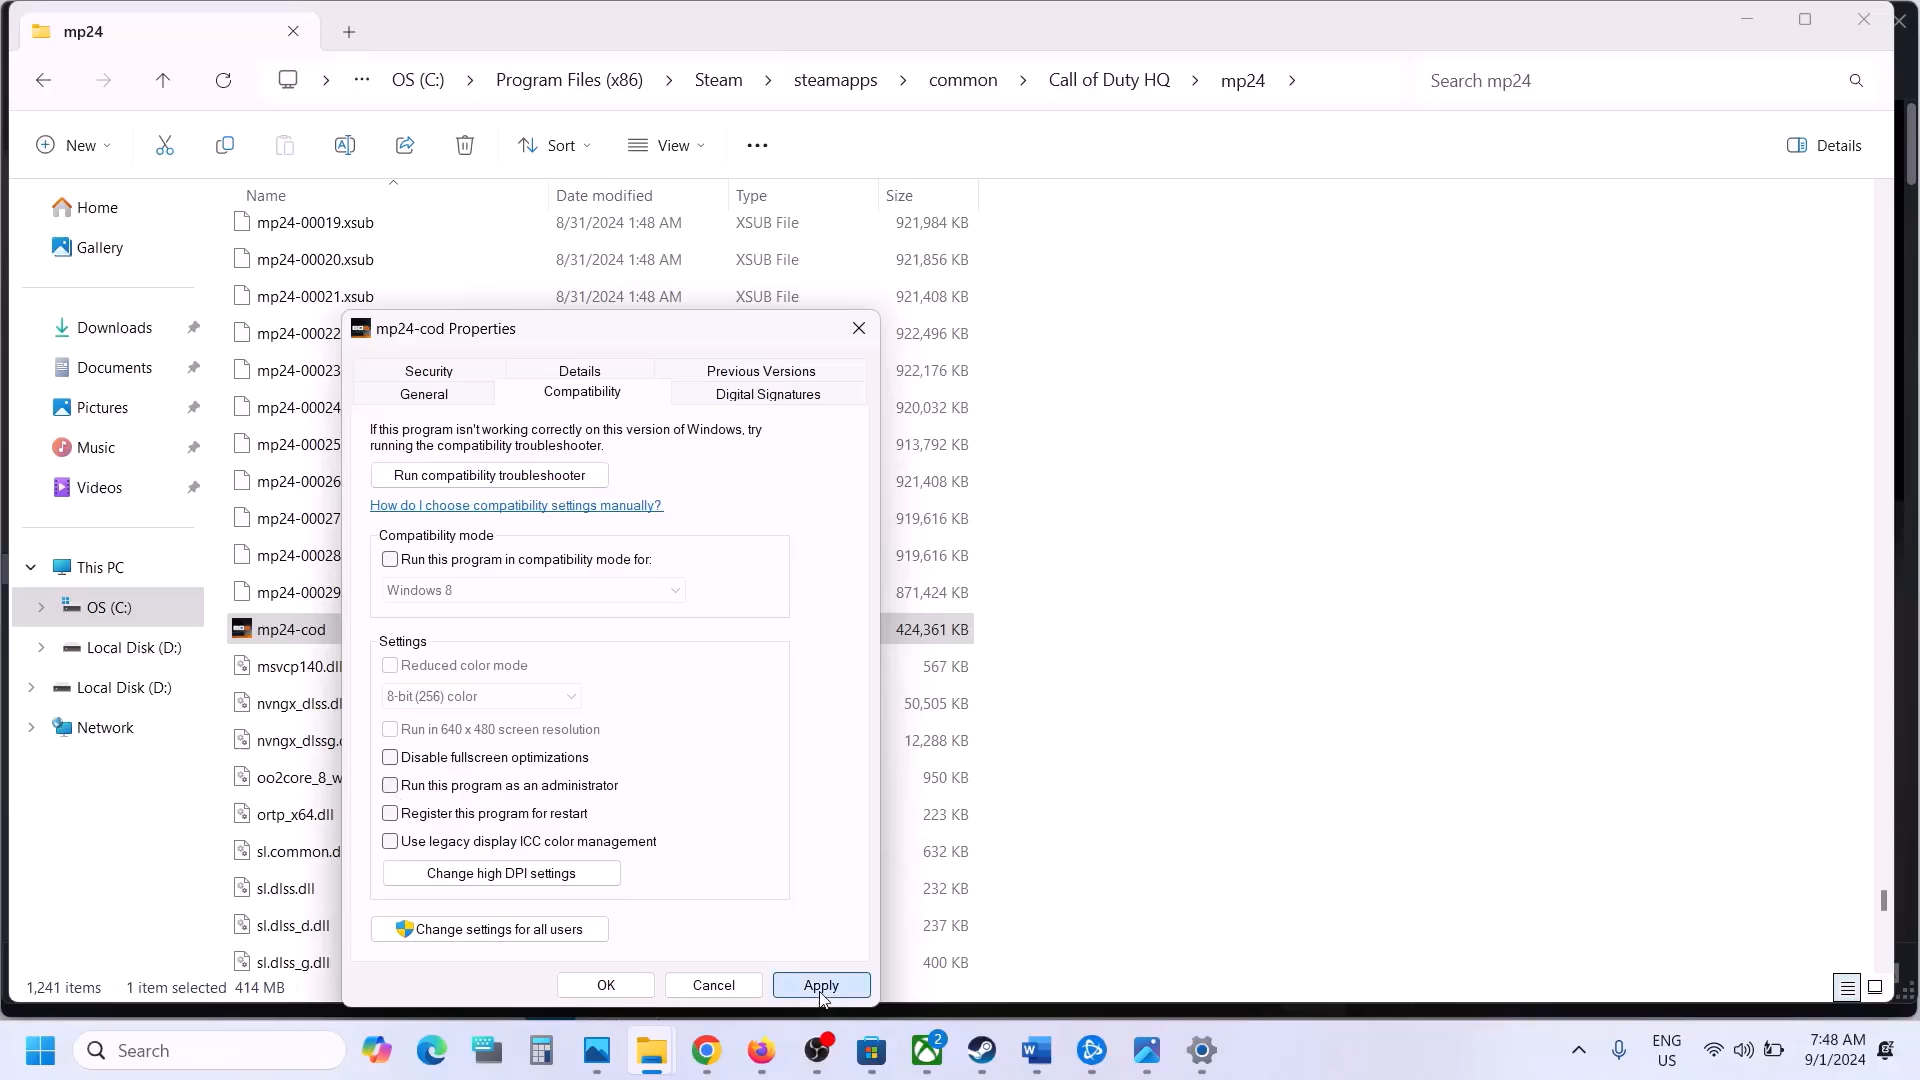 mp24
OS (C:)
Program Files (x86)
Steam
steamapps
common
Call of Duty HQ
mp24
Search mp24
New
Sort
View
Details
Home
Gallery
Downloads
Documents
Pictures
Music
Videos
This PC
OS (C:)
Local Disk (D:)
Local Disk (D:)
Network
Name Date modified Type Size
mp24-00019.xsub 8/31/2024 1:48 AM XSUB File 921,984 KB
mp24-00020.xsub 8/31/2024 1:48 AM XSUB File 921,856 KB
mp24-00021.xsub 8/31/2024 1:48 AM XSUB File 921,408 KB
mp24-00022 922,496 KB
mp24-00023 922,176 KB
mp24-00024 920,032 KB
mp24-00025 913,792 KB
mp24-00026 921,408 KB
mp24-00027 919,616 KB
mp24-00028 919,616 KB
mp24-00029 871,424 KB
mp24-cod 424,361 KB
msvcp140.dll 567 KB
nvngx_dlss.dl 50,505 KB
nvngx_dlssg. 12,288 KB
oo2core_8_w 950 KB
ortp_x64.dll 223 KB
sl.common.d 632 KB
sl.dlss.dll 232 KB
sl.dlss_d.dll 237 KB
sl.dlss_g.dll 400 KB
mp24-cod Properties
Security
Details
Previous Versions
General
Compatibility
Digital Signatures
If this program isn't working correctly on this version of Windows, try
running the compatibility troubleshooter.
Run compatibility troubleshooter
How do I choose compatibility settings manually?
Compatibility mode
Run this program in compatibility mode for:
Windows 8
Settings
Reduced color mode
8-bit (256) color
Run in 640 x 480 screen resolution
Disable fullscreen optimizations
Run this program as an administrator
Register this program for restart
Use legacy display ICC color management
Change high DPI settings
Change settings for all users
OK
Cancel
Apply
1,241 items 1 item selected 414 MB
Search
2
ENG
US
7:48 AM
9/1/2024